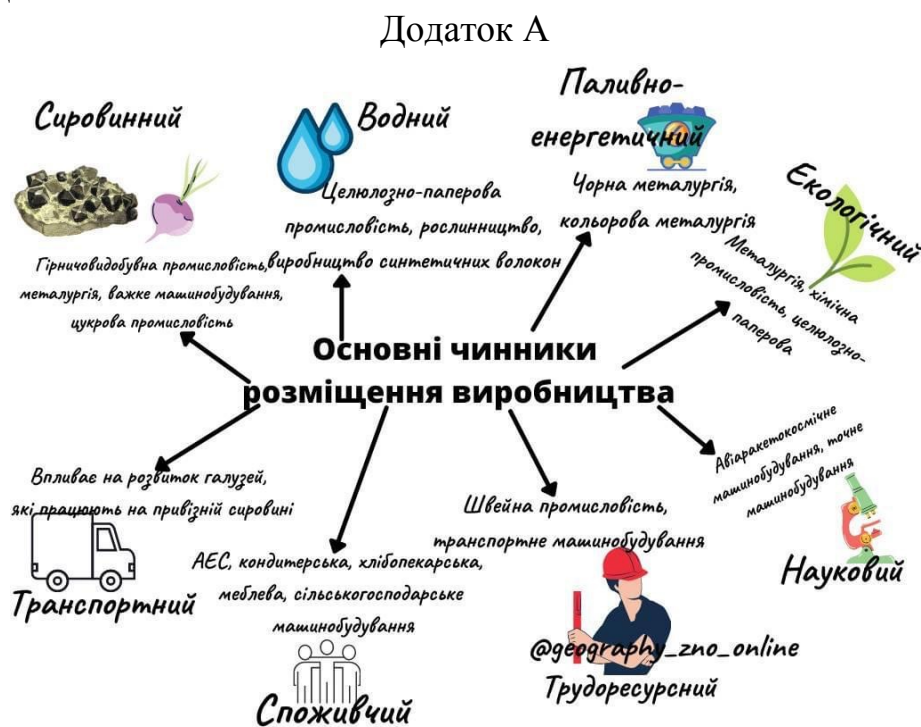 Додаток А
Сировинний
Гірничовидобувна промисловість,
металургія, важке машинобудування,
цукрова промисловість
Водний
Целюлозно-паперова
промисловість, рослинництво,
виробництво синтетичних волокон
Паливно-
енергетичний
Чорна металургія,
кольорова металургія
Екологічний
Металургія, хімічна
промисловість, целюлозно-
паперова
Основні чинники
розміщення виробництва
Впливає на розвиток галузей,
які працюють на привізній сировині
Транспортний
АЕС, кондитерська, хлібопекарська,
меблева, сільськогосподарське
машинобудування
Споживчий
Швейна промисловість,
транспортне машинобудування
@geography_zno_online
Трудоресурсний
Авіаракетокосмічне
машинобудування, точне
машинобудування
Науковий